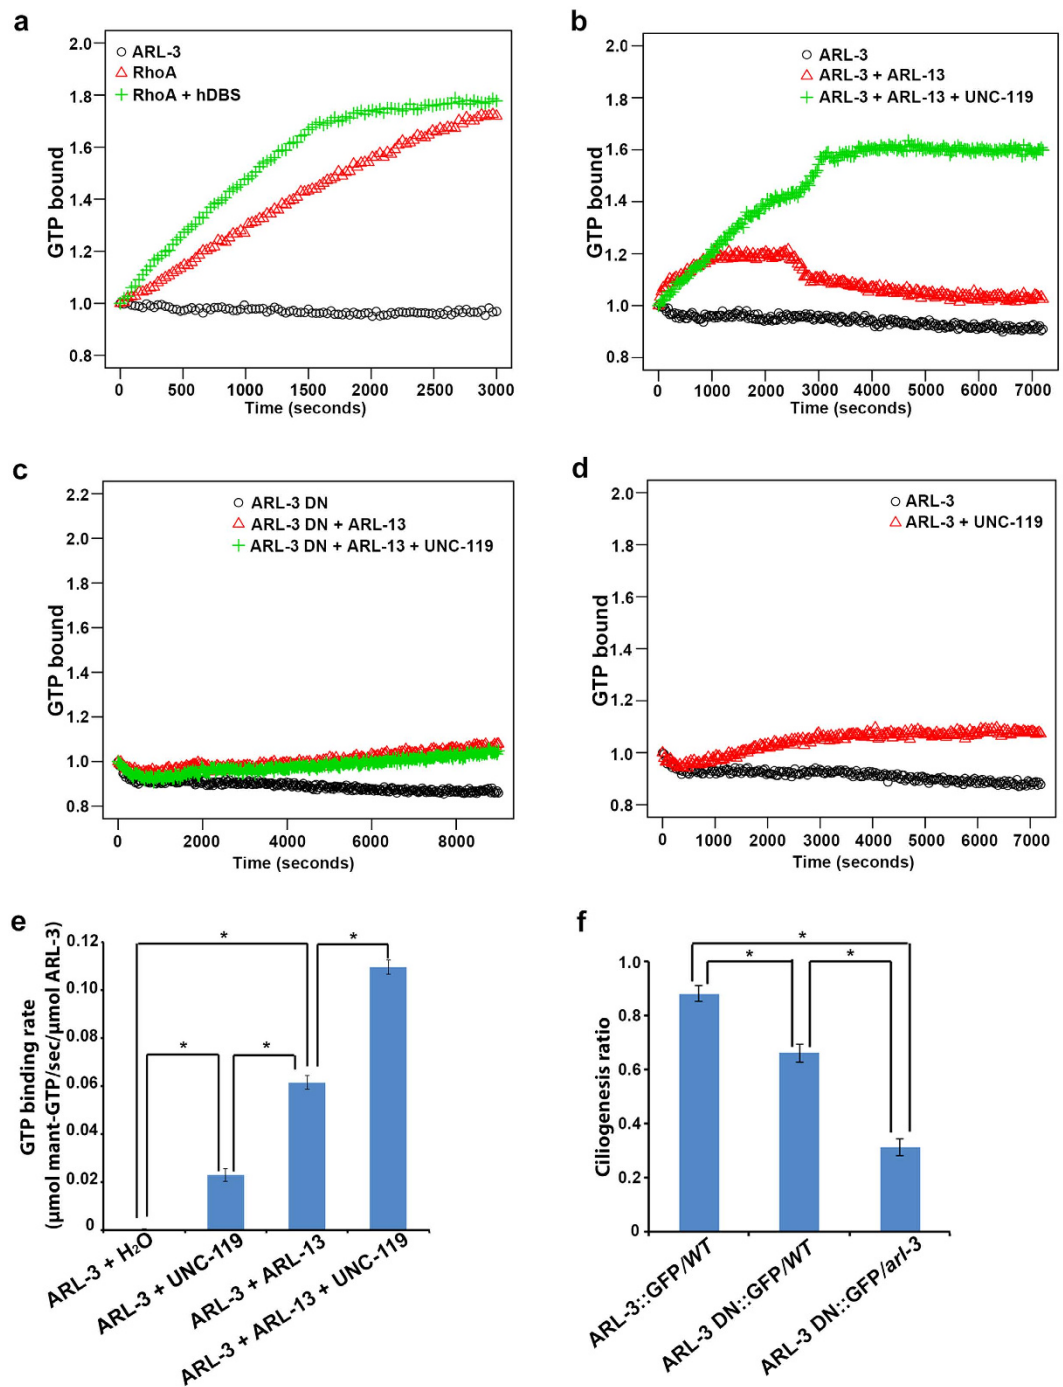 a
2.0
1.8
1.6
1.4
1.2
1.0
0.8
GTP bound
ARL-3
RhoA
RhoA + hDBS
0
500
1000
1500
2000
2500
3000
Time (seconds)
b
2.0
1.8
1.6
1.4
1.2
1.0
0.8
GTP bound
ARL-3
ARL-3 + ARL-13
ARL-3 + ARL-13 + UNC-119
0
1000
2000
3000
4000
5000
6000
7000
Time (seconds)
c
2.2
2.0
1.8
1.6
1.4
1.2
1.0
0.8
GTP bound
ARL-3 DN
ARL-3 DN + ARL-13
ARL-3 DN + ARL-13 + UNC-119
0
2000
4000
6000
8000
Time (seconds)
d
2.0
1.8
1.6
1.4
1.2
1.0
0.8
GTP bound
ARL-3
ARL-3 + UNC-119
0
1000
2000
3000
4000
5000
6000
7000
Time (seconds)
e
GTP binding rate
(μmol mant-GTP/sec/μmol ARL-3)
0.12
0.10
0.08
0.06
0.04
0.02
0
*
*
*
*
ARL-3 + H₂O
ARL-3 + UNC-119
ARL-3 + ARL-13
ARL-3 + ARL-13 + UNC-119
f
Ciliogenesis ratio
1.0
0.8
0.6
0.4
0.2
0
*
*
*
ARL-3::GFP/WT
ARL-3 DN::GFP/WT
ARL-3 DN::GFP/arl-3